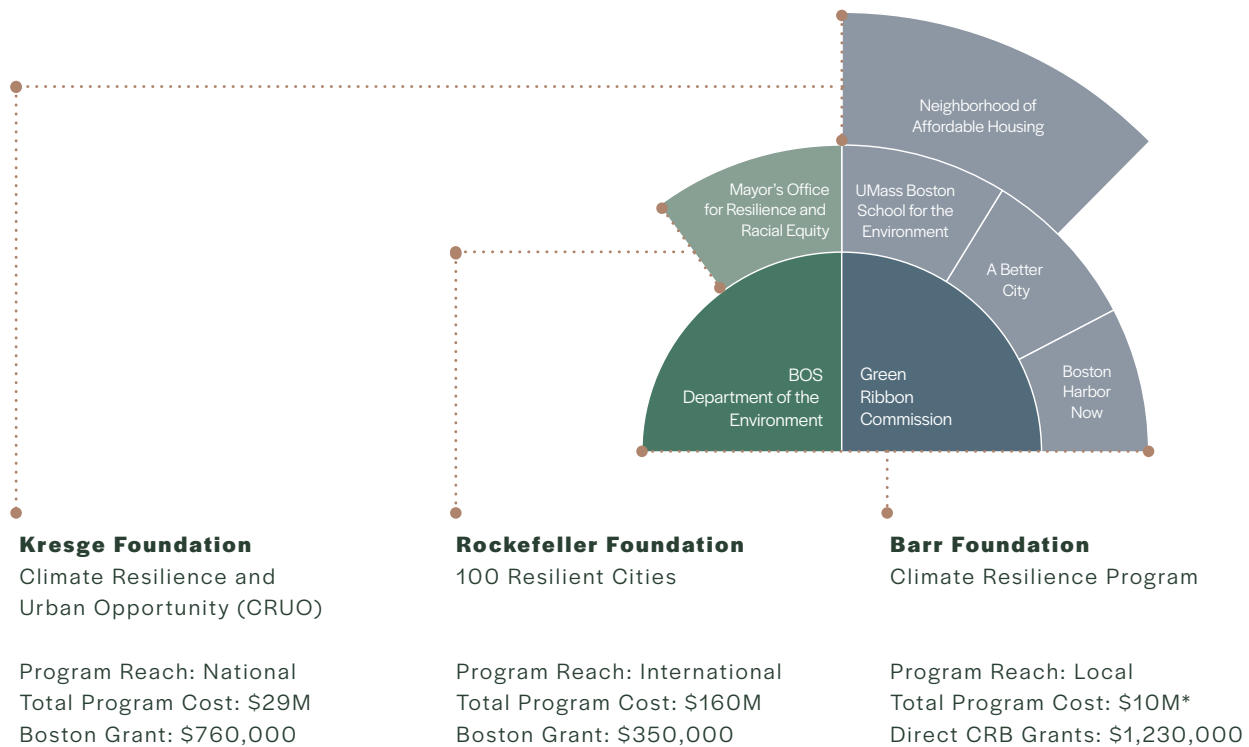 Neighborhood of
Affordable Housing
Mayor's Office
for Resilience and
Racial Equity
UMass Boston
School for the
Environment
A Better
City
BOS
Department of the
Environment
Green
Ribbon
Commission
Boston
Harbor
Now
Kresge Foundation
Climate Resilience and
Urban Opportunity (CRUO)
Program Reach: National
Total Program Cost: $29M
Boston Grant: $760,000
Rockefeller Foundation
100 Resilient Cities
Program Reach: International
Total Program Cost: $160M
Boston Grant: $350,000
Barr Foundation
Climate Resilience Program
Program Reach: Local
Total Program Cost: $10M*
Direct CRB Grants: $1,230,000